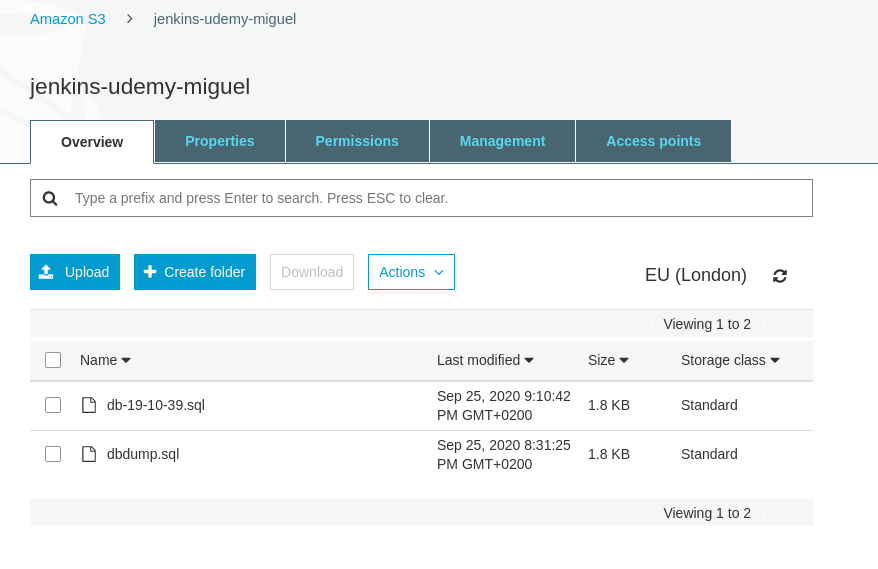 Amazon S3 > jenkins-udemy-miguel
jenkins-udemy-miguel
Overview Properties Permissions Management Access points
Type a prefix and press Enter to search. Press ESC to clear.
Upload Create folder Download Actions EU (London)
Viewing 1 to 2
Name Last modified Size Storage class
db-19-10-39.sql Sep 25, 2020 9:10:42 1.8 KB Standard
PM GMT+0200
dbdump.sql Sep 25, 2020 8:31:25 1.8 KB Standard
PM GMT+0200
Viewing 1 to 2